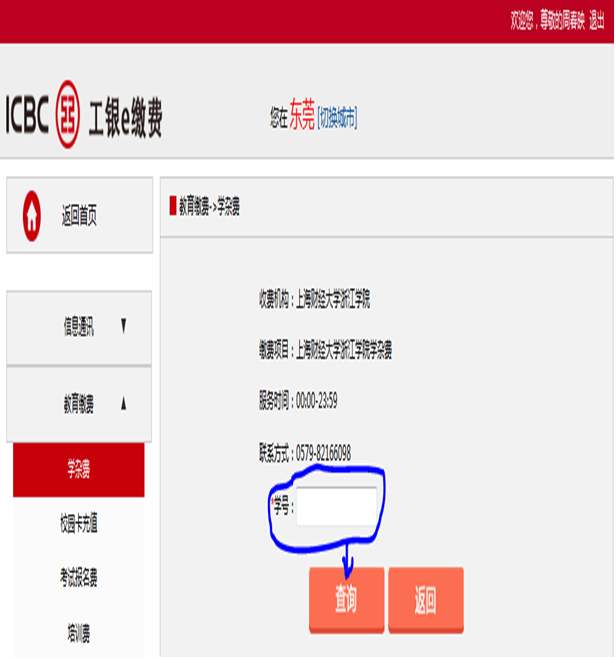 欢迎您，尊敬的周春映 退出
ICBC 工银e缴费
您在 东莞 [切换城市]
返回首页
教育缴费->学杂费
信息通讯 ▼
教育缴费 ▲
学杂费
校园卡充值
考试报名费
培训费
收费机构：上海财经大学浙江学院
缴费项目：上海财经大学浙江学院学杂费
服务时间：00:00-23:59
联系方式：0579-82166098
*学号：
查询 返回